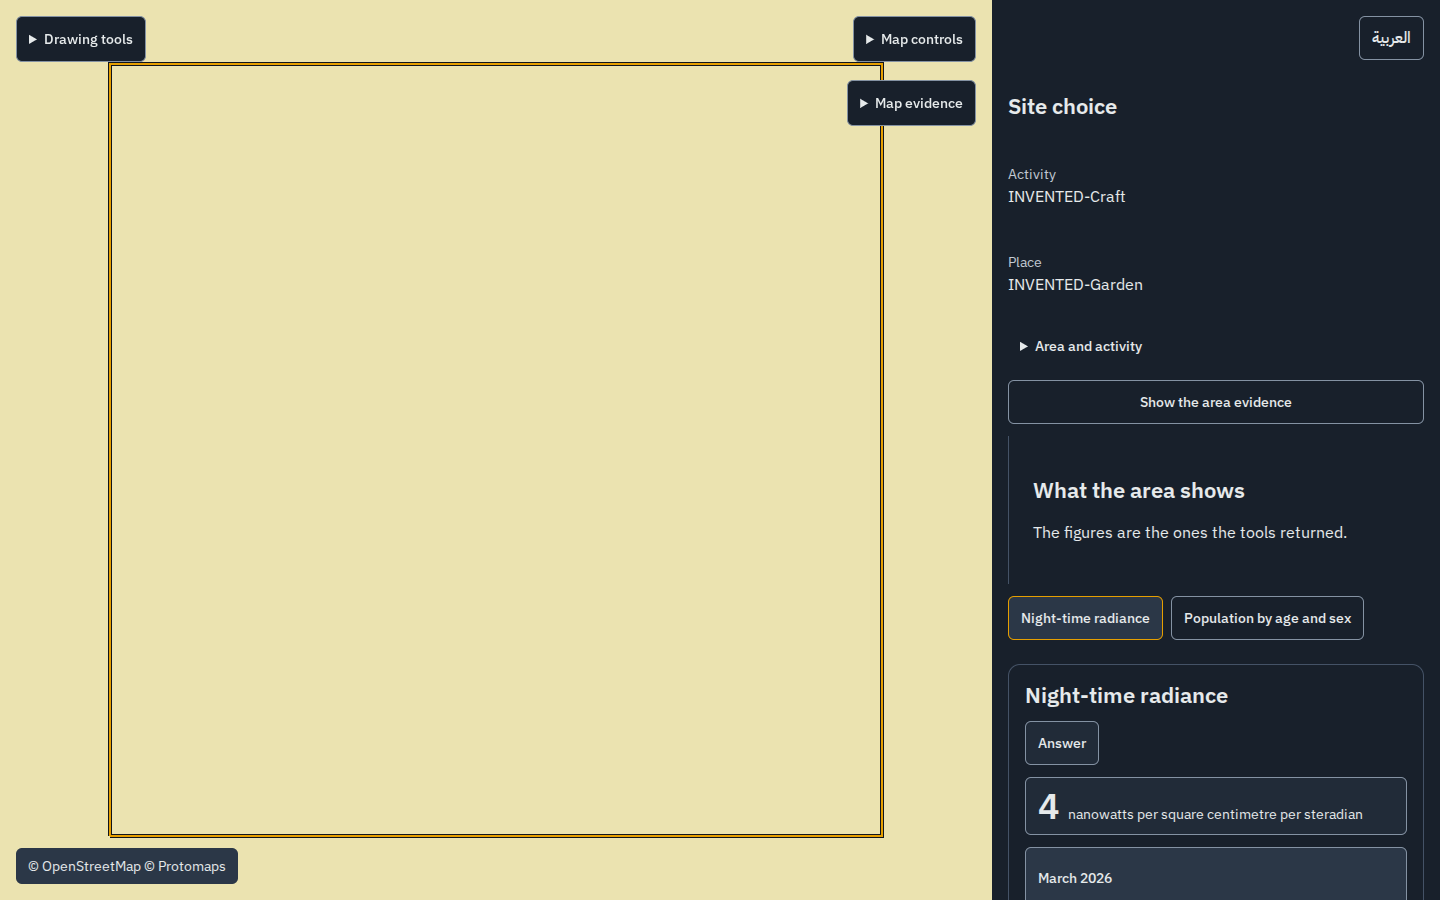 Drawing tools
Map controls
Map evidence
© OpenStreetMap © Protomaps
العربية
Site choice
Activity
INVENTED-Craft
Place
INVENTED-Garden
Area and activity
Show the area evidence
What the area shows
The figures are the ones the tools returned.
Night-time radiance
Population by age and sex
Night-time radiance
Answer
4 nanowatts per square centimetre per steradian
March 2026